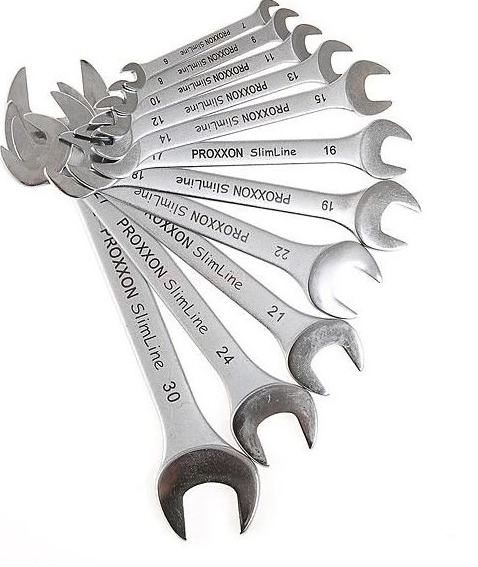 6 PROXXON SlimLine 7
8 PROXXON SlimLine 9
10 PROXXON SlimLine 11
12 PROXXON SlimLine 13
14 PROXXON SlimLine 15
17 PROXXON SlimLine 16
18 PROXXON SlimLine 19
PROXXON SlimLine 22
PROXXON SlimLine 21
PROXXON SlimLine 24
PROXXON SlimLine 30